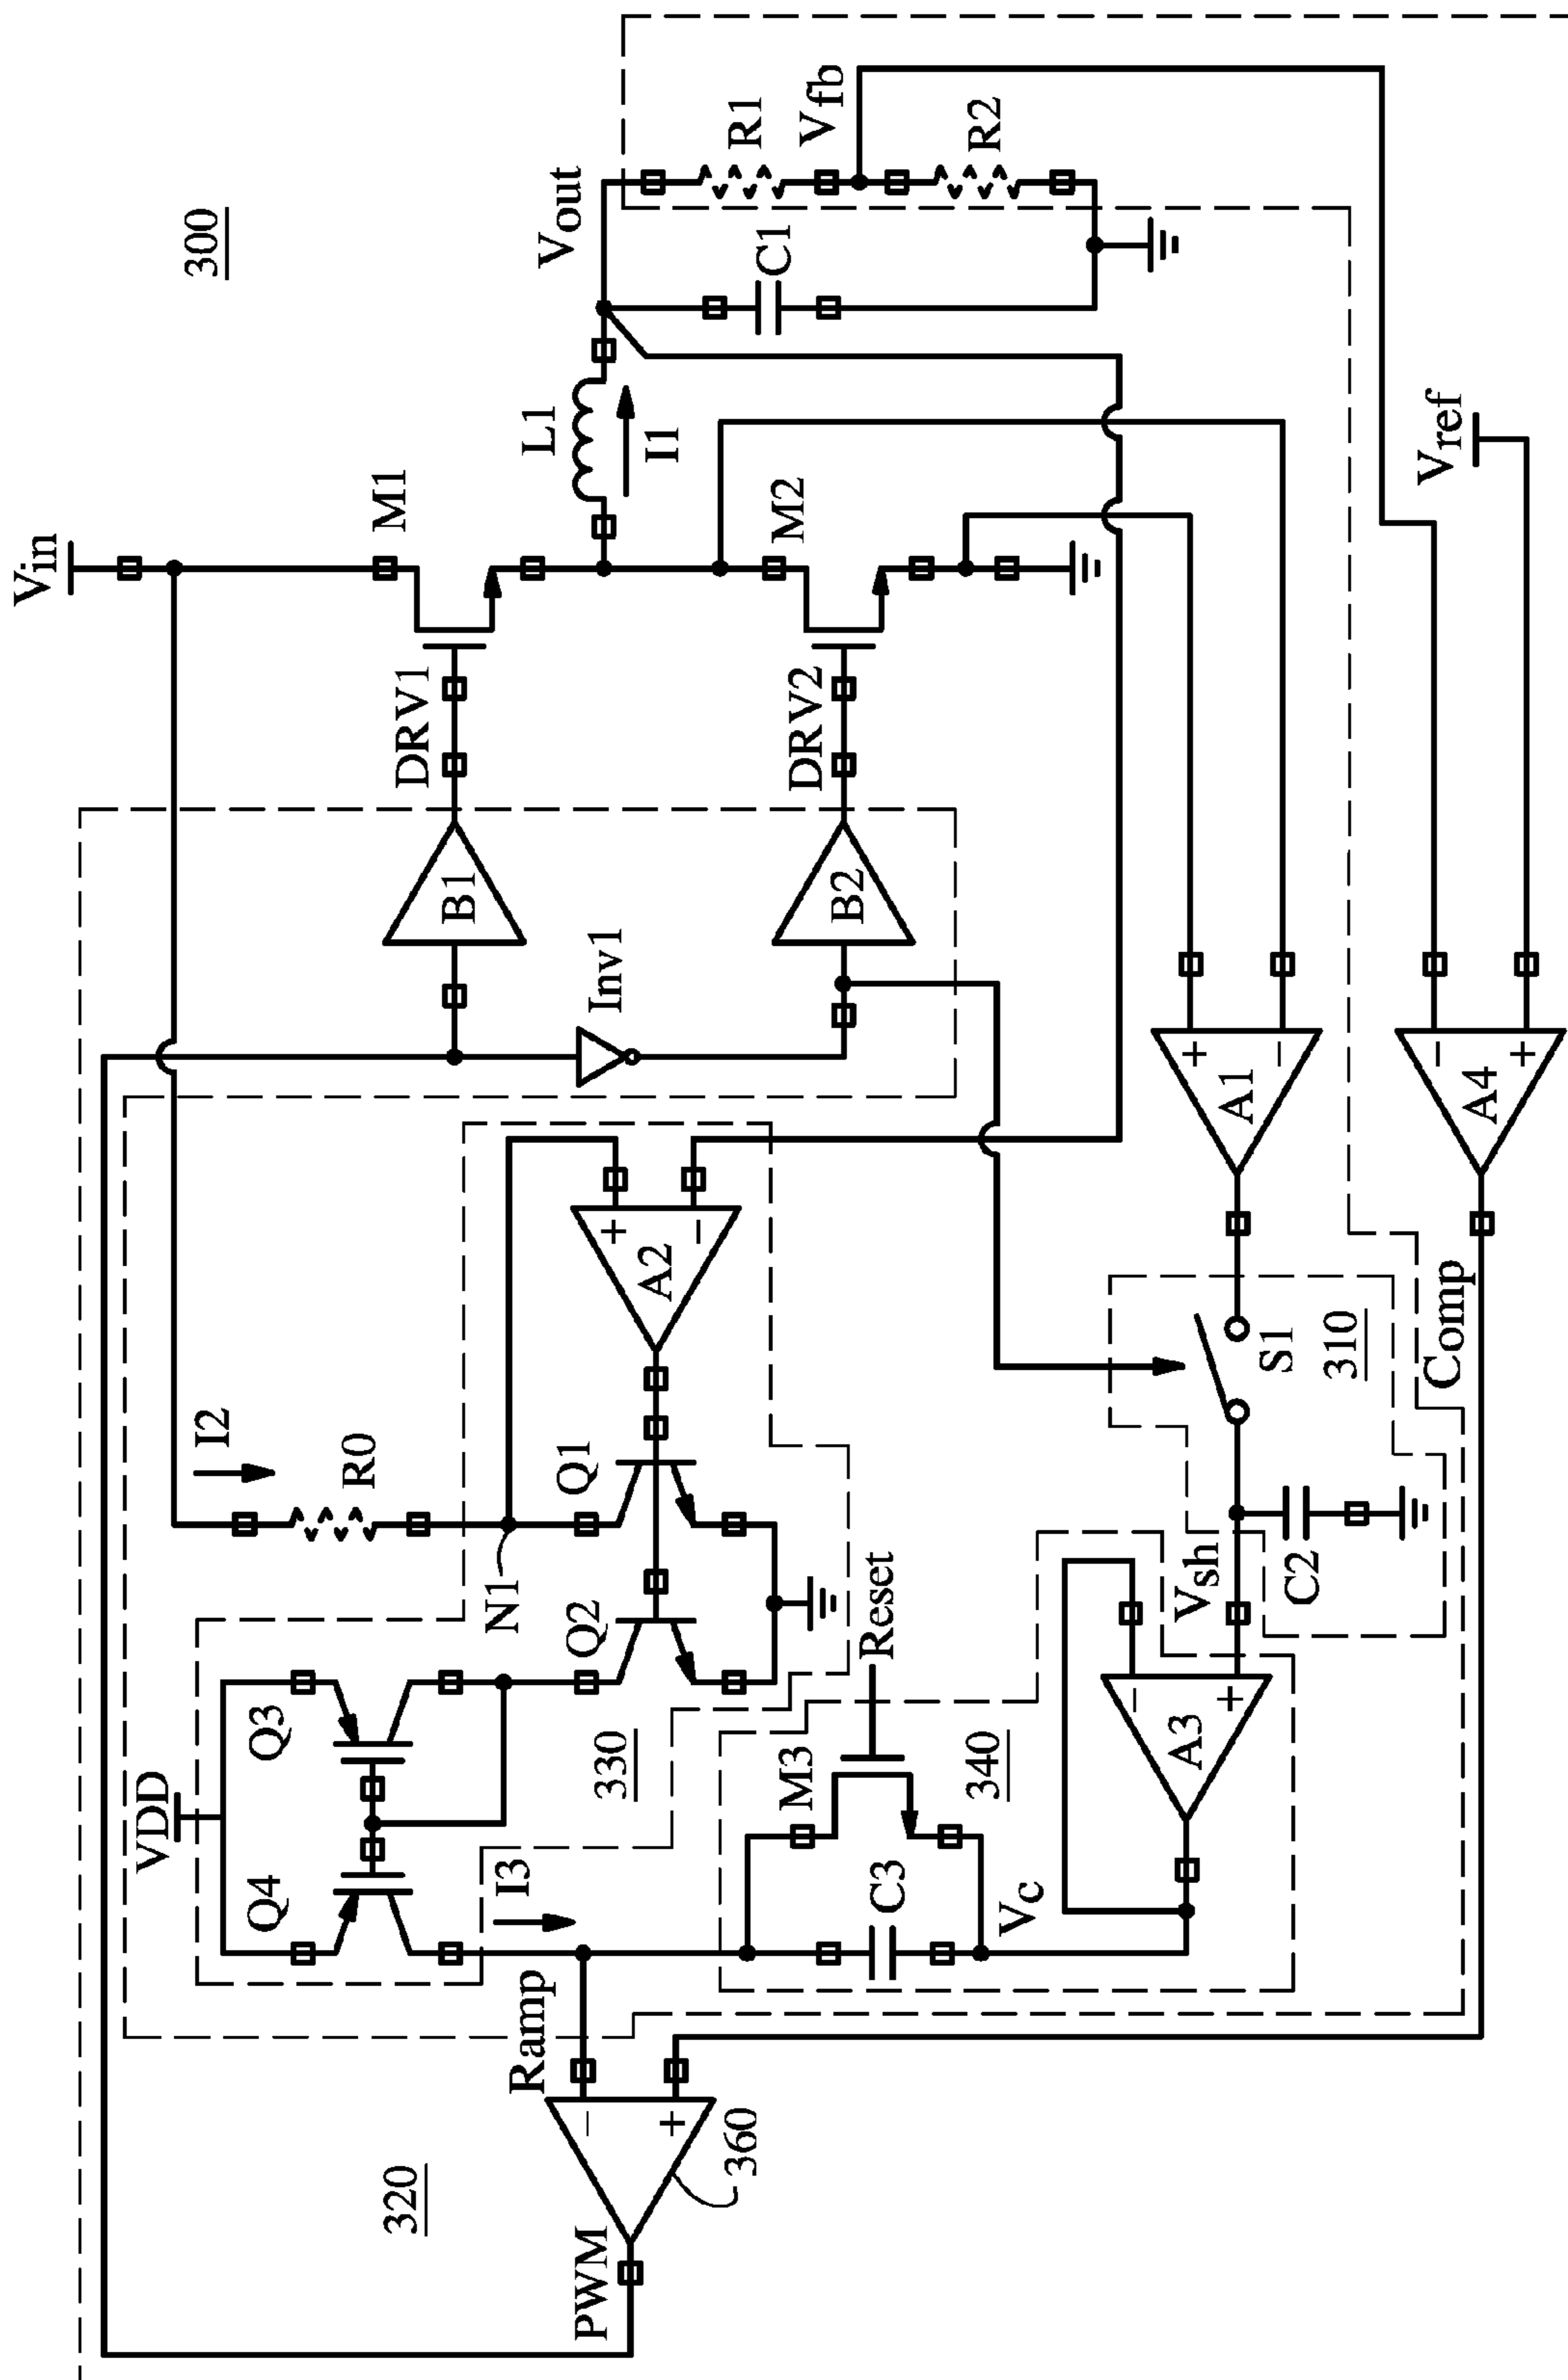 300
Vin
M1
Vout
L1
I1
R1
Vfb
R2
C1
DRV1
M2
DRV2
B1
B2
Inv1
Vref
I2
R0
A2
+
−
A1
+
−
A4
−
+
N1
Q1
Q2
Q3
Q4
VDD
330
S1
310
Comp
Reset
Vsh
C2
I3
M3
340
C3
Vc
A3
−
+
Ramp
−
+
360
320
PWM